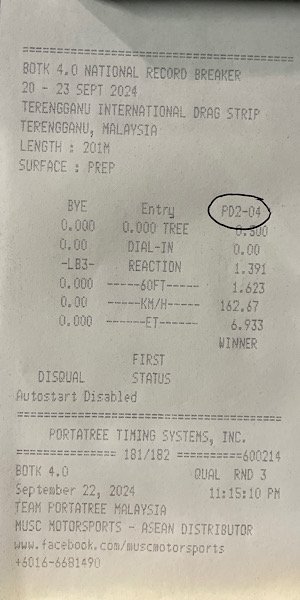 ============================================
BOTK 4.0 NATIONAL RECORD BREAKER
20 - 23 SEPT 2024
TERENGGANU INTERNATIONAL DRAG STRIP
TERENGGANU, MALAYSIA
LENGTH : 201M
SURFACE : PREP
BYE Entry PD2-04
0.000 0.000 TREE 0.500
0.00 DIAL-IN 0.00
-LB3- REACTION 1.391
0.000 -----60FT----- 1.623
0.00 -----KM/H----- 162.67
0.000 ------ET------ 6.933
WINNER
FIRST
DISQUAL STATUS
Autostart Disabled
============================================
PORTATREE TIMING SYSTEMS, INC.
=============== 181/182 ==========600214
BOTK 4.0 QUAL RND 3
September 22, 2024 11:15:10 PM
TEAM PORTATREE MALAYSIA
MUSC MOTORSPORTS - ASEAN DISTRIBUTOR
www.facebook.com/muscmotorsports
+6016-6681490